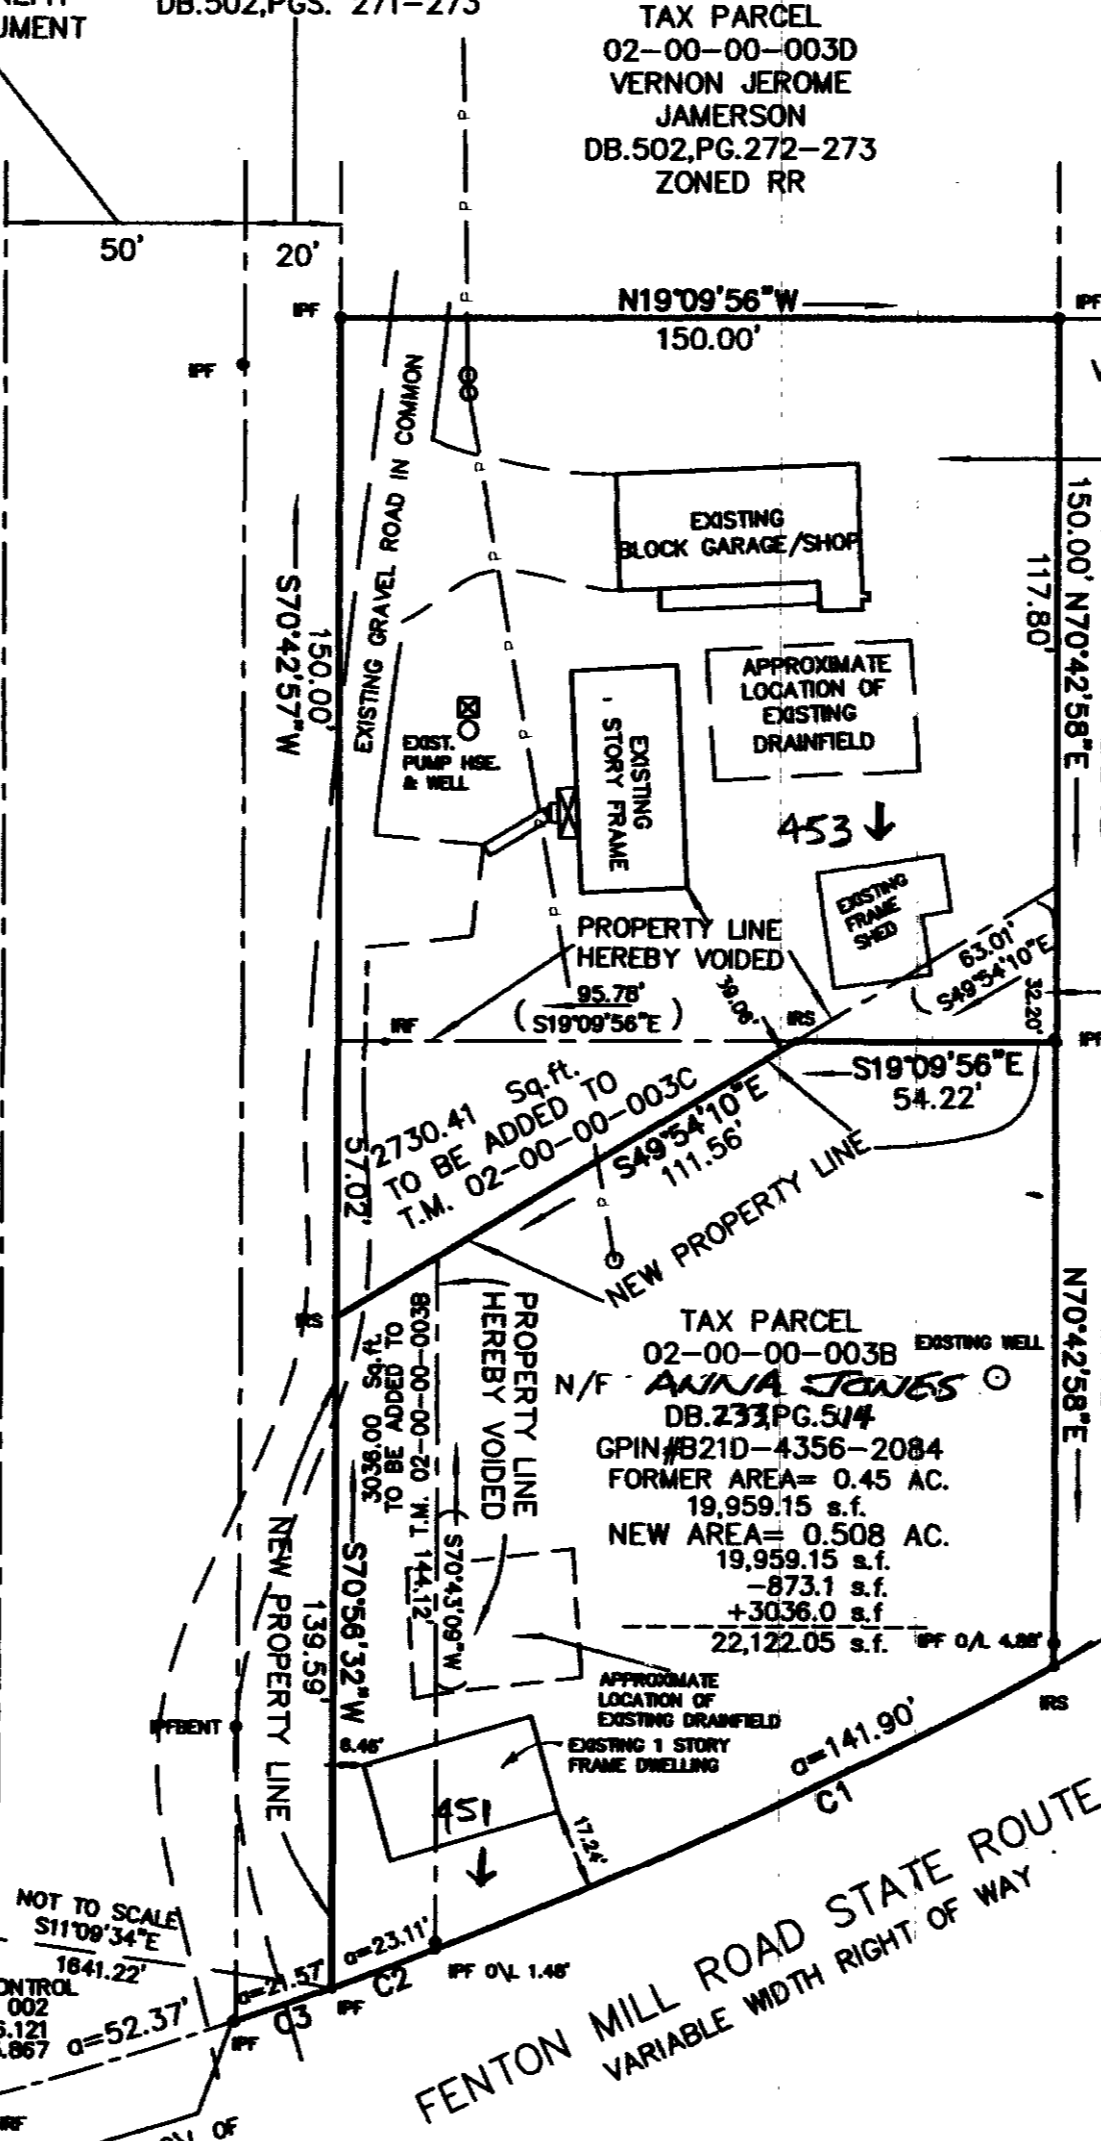 UMENT
DB.502,PGS. 271-273
TAX PARCEL
02-00-00-003D
VERNON JEROME
JAMERSON
DB.502,PG.272-273
ZONED RR
50'
20'
IPF
N19°09'56"W
150.00'
IPF
IPF
EXISTING GRAVEL ROAD IN COMMON
EXISTING
BLOCK GARAGE/SHOP
150.00' N70°42'58"E
117.80'
S70°42'57"W
150.00'
APPROXIMATE
LOCATION OF
EXISTING
DRAINFIELD
EXIST.
PUMP HSE.
& WELL
EXISTING
STORY FRAME
453
EXISTING
FRAME
SHED
PROPERTY LINE
HEREBY VOIDED
63.01'
(S49°54'10"E
95.78'
(S19°09'56"E)
39.08'
32.20'
IRF
IRS
IPF
S19°09'56"E
54.22'
2730.41 Sq.ft.
TO BE ADDED TO
T.M. 02-00-00-003C
S49°54'10"E
111.56'
57.02'
NEW PROPERTY LINE
IRS
TAX PARCEL
02-00-00-003B
EXISTING WELL
N/F ANNA JONES
DB.233,PG.514
GPIN#B21D-4356-2084
FORMER AREA= 0.45 AC.
19,959.15 s.f.
NEW AREA= 0.508 AC.
19,959.15 s.f.
-873.1 s.f.
+3036.0 s.f
22,122.05 s.f.
IPF O/L 4.88'
N70°42'58"E
3036.00 Sq.ft.
TO BE ADDED TO
T.M. 02-00-00-003B
144.12'
S70°43'09"W
PROPERTY LINE
HEREBY VOIDED
NEW PROPERTY LINE
S70°56'32"W
139.59'
APPROXIMATE
LOCATION OF
EXISTING DRAINFIELD
EXISTING 1 STORY
FRAME DWELLING
IRS
IPFBENT
8.46'
451
17.24'
a=141.90'
C1
NOT TO SCALE
S11°09'34"E
1641.22'
ONTROL
002
6.121
.867
a=52.37'
a=21.57'
C3
a=23.11'
C2
IPF O\L 1.48'
IPF
IPF
FENTON MILL ROAD STATE ROUTE
VARIABLE WIDTH RIGHT OF WAY
OF